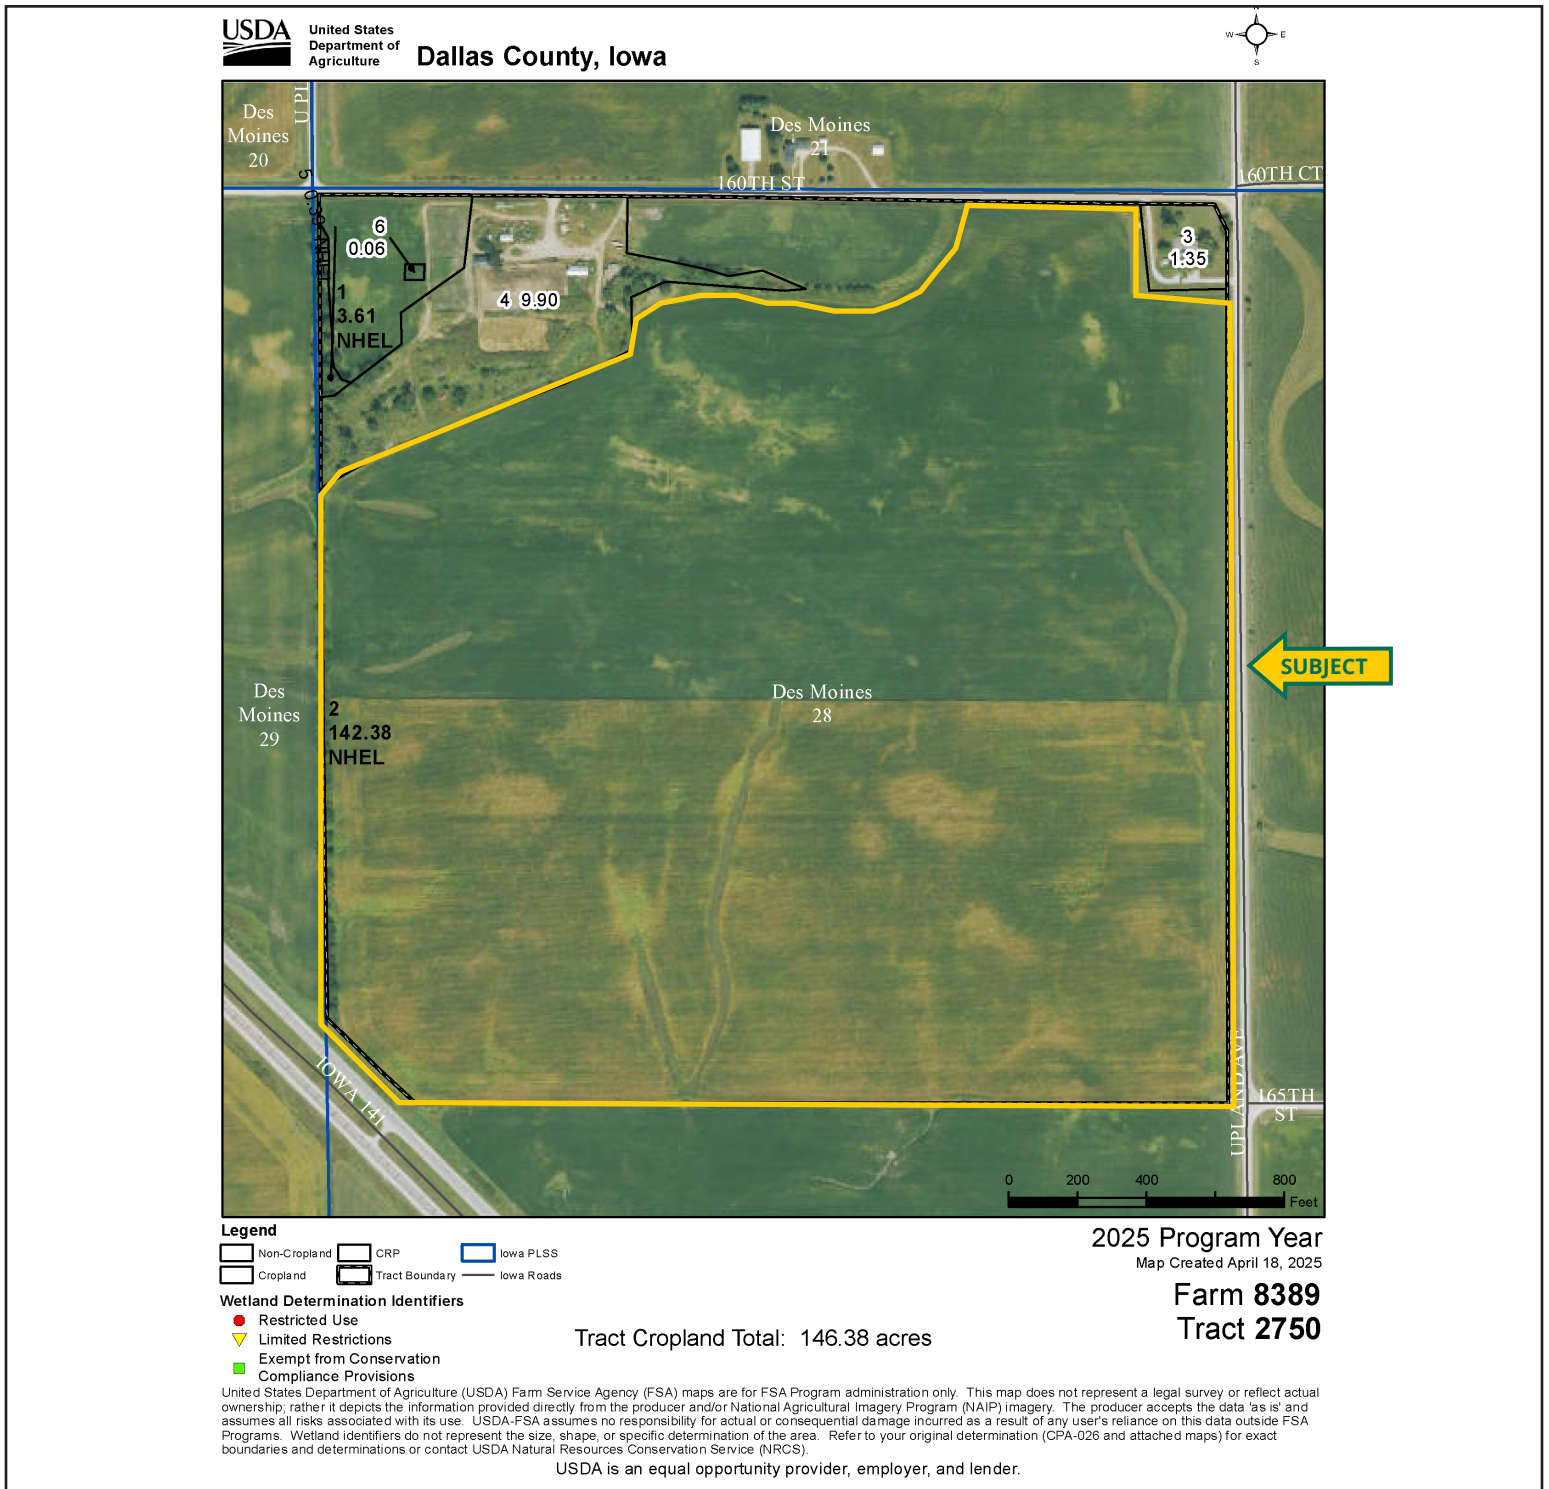 USDA
United States
Department of
Agriculture
Dallas County, Iowa
N
W E
S
Des
Moines
20
U PL
Des Moines
21
160TH ST
160TH CT
5
6
0.06
1
3.61
NHEL
4 9.90
3
1.35
Des
Moines
29
2
142.38
NHEL
Des Moines
28
SUBJECT
IOWA 141
UPLAND AVE
165TH
ST
0 200 400 800
Feet
Legend
Non-Cropland CRP Iowa PLSS
Cropland Tract Boundary Iowa Roads
Wetland Determination Identifiers
Restricted Use
Limited Restrictions
Exempt from Conservation
Compliance Provisions
Tract Cropland Total: 146.38 acres
2025 Program Year
Map Created April 18, 2025
Farm 8389
Tract 2750
United States Department of Agriculture (USDA) Farm Service Agency (FSA) maps are for FSA Program administration only. This map does not represent a legal survey or reflect actual
ownership; rather it depicts the information provided directly from the producer and/or National Agricultural Imagery Program (NAIP) imagery. The producer accepts the data 'as is' and
assumes all risks associated with its use. USDA-FSA assumes no responsibility for actual or consequential damage incurred as a result of any user's reliance on this data outside FSA
Programs. Wetland identifiers do not represent the size, shape, or specific determination of the area. Refer to your original determination (CPA-026 and attached maps) for exact
boundaries and determinations or contact USDA Natural Resources Conservation Service (NRCS).
USDA is an equal opportunity provider, employer, and lender.